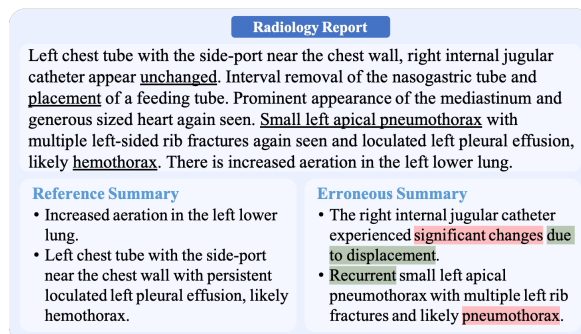 Radiology Report
Left chest tube with the side-port near the chest wall, right internal jugular
catheter appear unchanged. Interval removal of the nasogastric tube and
placement of a feeding tube. Prominent appearance of the mediastinum and
generous sized heart again seen. Small left apical pneumothorax with
multiple left-sided rib fractures again seen and loculated left pleural effusion,
likely hemothorax. There is increased aeration in the left lower lung.
Reference Summary
• Increased aeration in the left lower
lung.
• Left chest tube with the side-port
near the chest wall with persistent
loculated left pleural effusion, likely
hemothorax.
Erroneous Summary
• The right internal jugular catheter
experienced significant changes due
to displacement.
• Recurrent small left apical
pneumothorax with multiple left rib
fractures and likely pneumothorax.